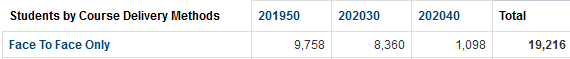 Students by Course Delivery Methods 201950 202030 202040 Total
Face To Face Only 9,758 8,360 1,098 19,216